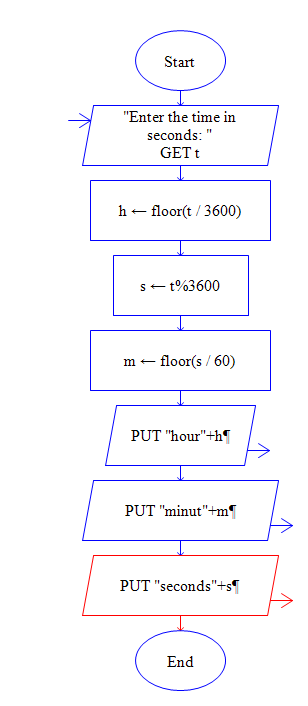 Start
"Enter the time in
seconds: "
GET t
h ← floor(t / 3600)
s ← t%3600
m ← floor(s / 60)
PUT "hour"+h¶
PUT "minut"+m¶
PUT "seconds"+s¶
End